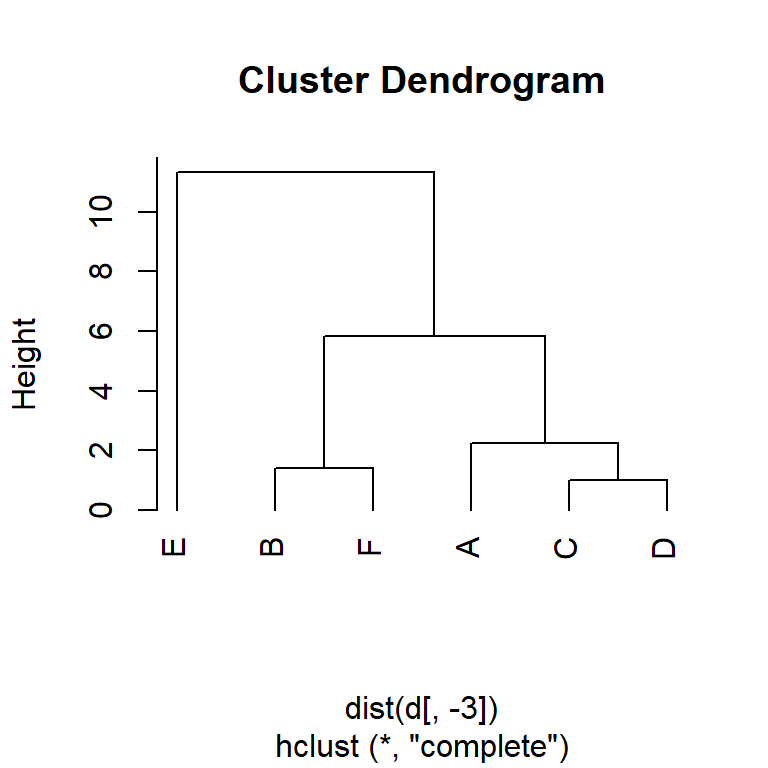 Cluster Dendrogram
Height
10
8
6
4
2
0
E B F A C D
dist(d[, -3])
hclust (*, "complete")